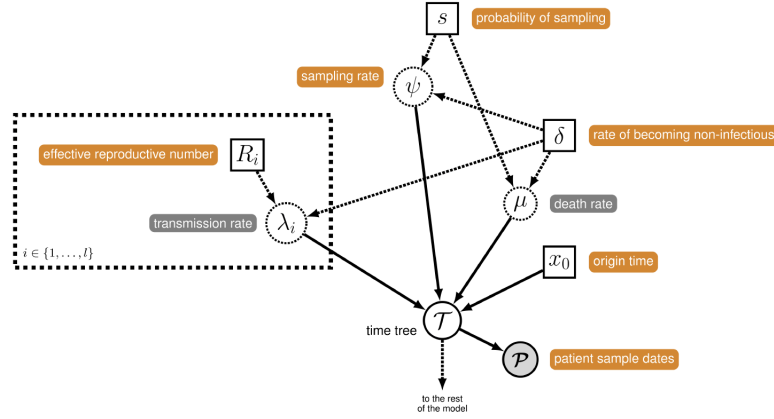 s
probability of sampling
sampling rate
ψ
effective reproductive number
R_i
δ
rate of becoming non-infectious
transmission rate
λ_i
μ
death rate
i ∈ {1, . . . , l}
x_0
origin time
time tree
𝒯
𝒫
patient sample dates
to the rest
of the model